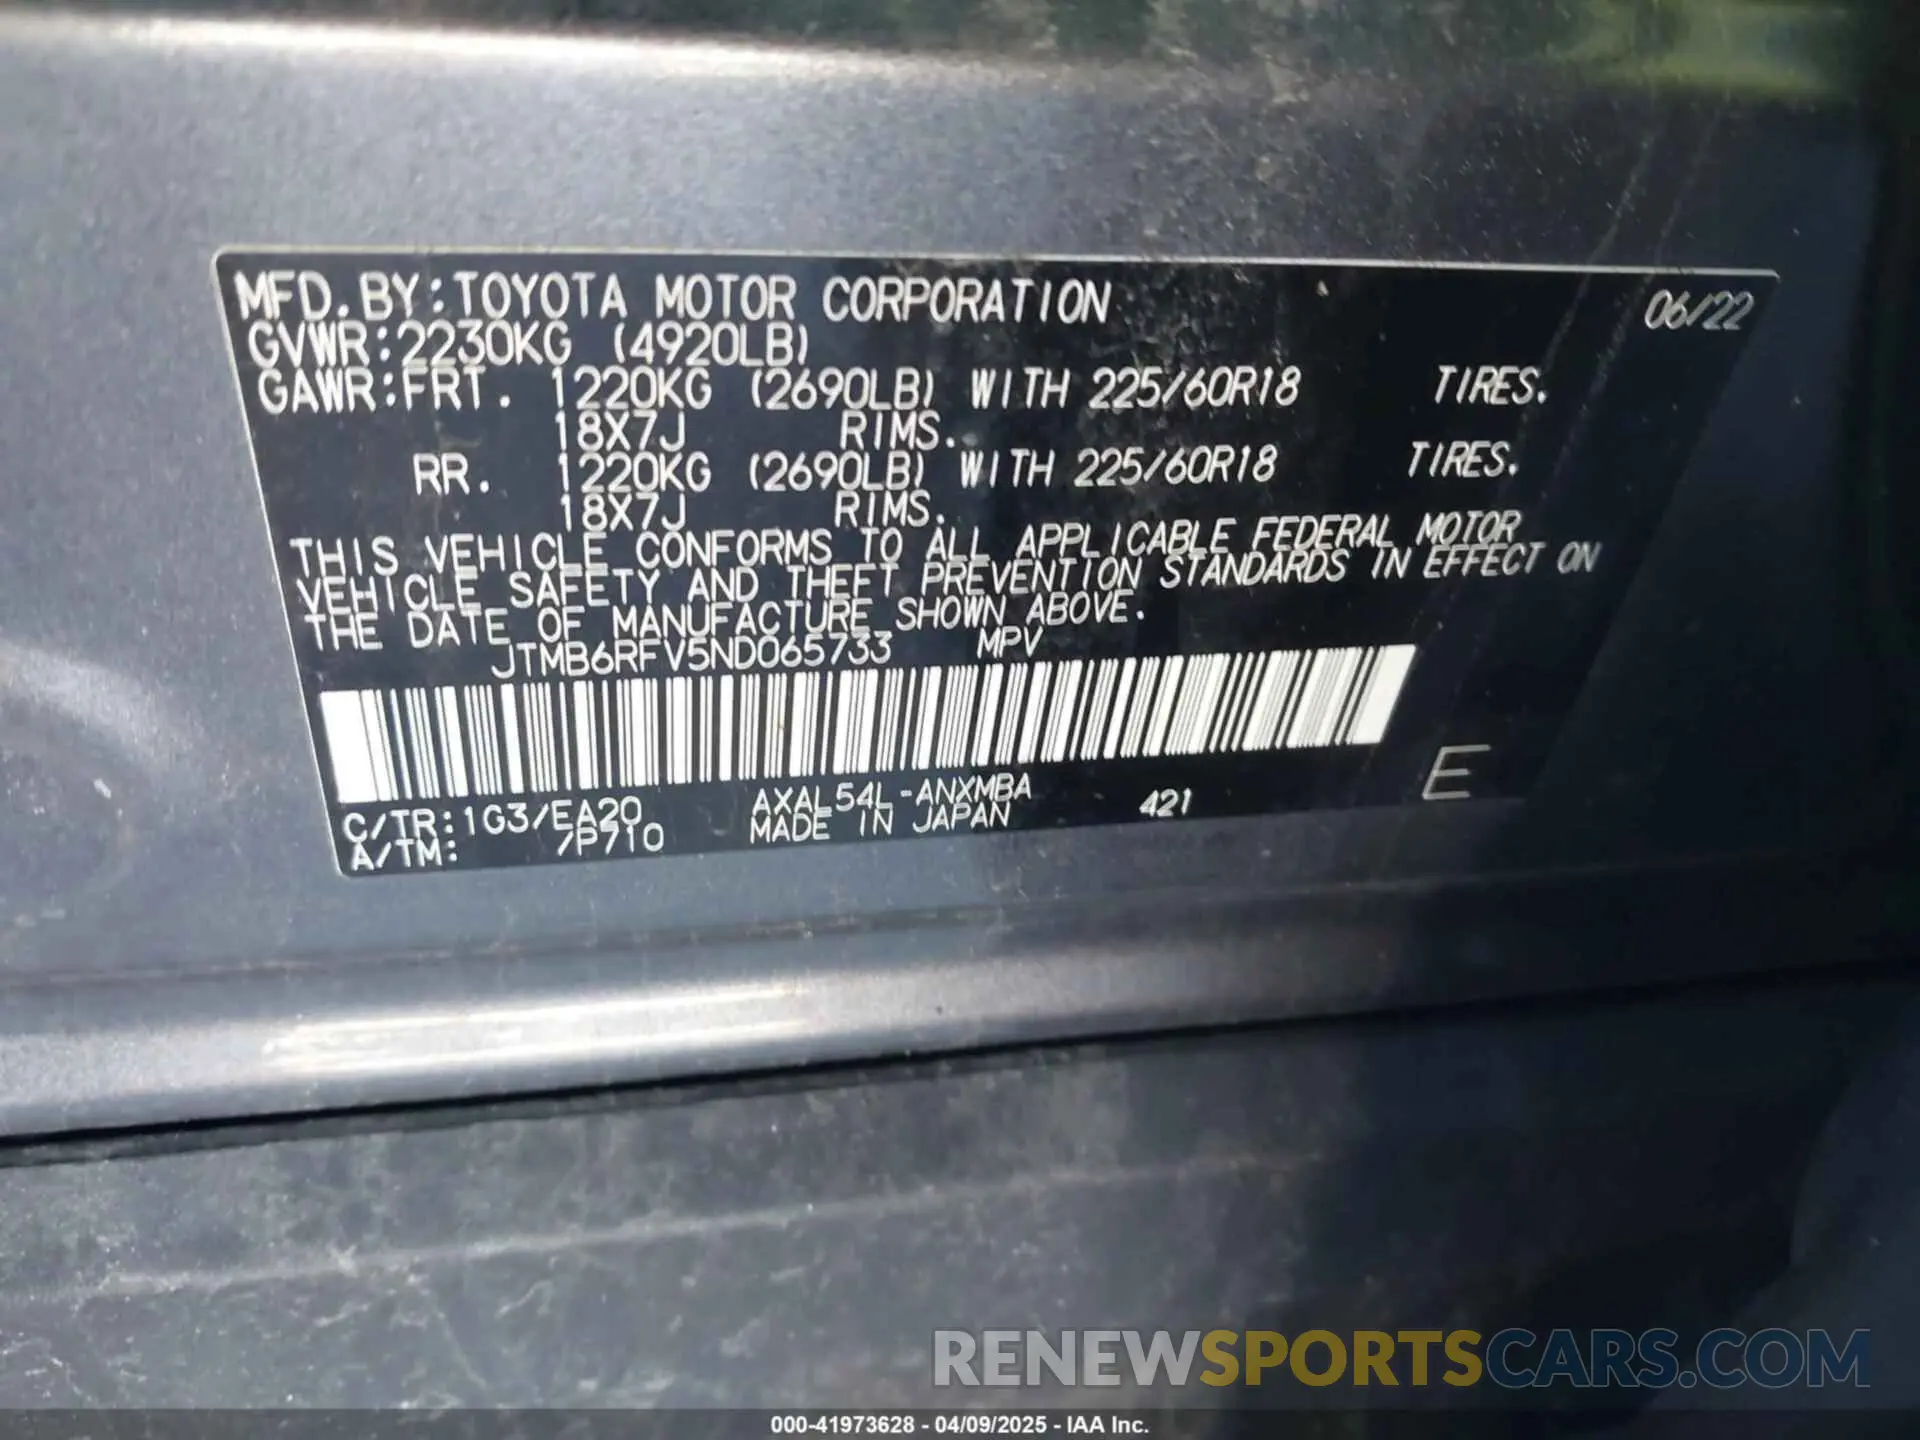 MFD. BY: TOYOTA MOTOR CORPORATION 06/22
GVWR: 2230KG (4920LB)
GAWR: FRT. 1220KG (2690LB) WITH 225/60R18 TIRES.
18X7J RIMS.
RR. 1220KG (2690LB) WITH 225/60R18 TIRES.
18X7J RIMS.
THIS VEHICLE CONFORMS TO ALL APPLICABLE FEDERAL MOTOR
VEHICLE SAFETY AND THEFT PREVENTION STANDARDS IN EFFECT ON
THE DATE OF MANUFACTURE SHOWN ABOVE.
JTMB6RFV5ND065733 MPV
E
C/TR: 1G3/EA20 AXAL54L-ANXMBA 421
A/TM: /P710 MADE IN JAPAN
RENEWSPORTSCARS.COM
000-41973628 - 04/09/2025 - IAA Inc.